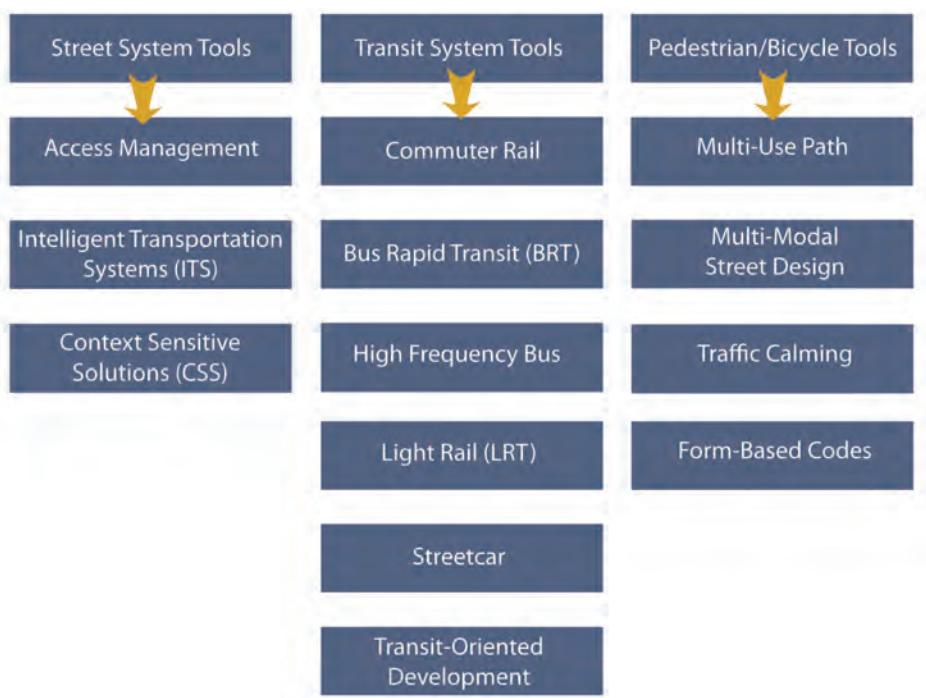 Street System Tools
Access Management
Intelligent Transportation
Systems (ITS)
Context Sensitive
Solutions (CSS)
Transit System Tools
Commuter Rail
Bus Rapid Transit (BRT)
High Frequency Bus
Light Rail (LRT)
Streetcar
Transit-Oriented
Development
Pedestrian/Bicycle Tools
Multi-Use Path
Multi-Modal
Street Design
Traffic Calming
Form-Based Codes